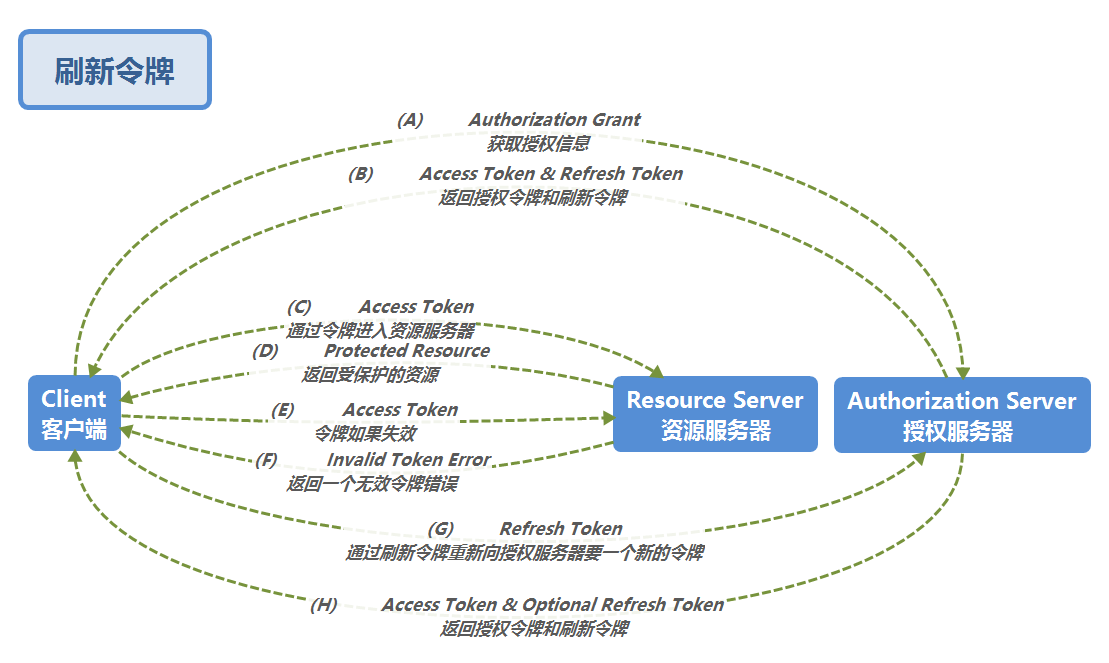 刷新令牌
(A) Authorization Grant
获取授权信息
(B) Access Token & Refresh Token
返回授权令牌和刷新令牌
(C) Access Token
通过令牌进入资源服务器
(D) Protected Resource
返回受保护的资源
Client
客户端
Resource Server
资源服务器
Authorization Server
授权服务器
(E) Access Token
令牌如果失效
(F) Invalid Token Error
返回一个无效令牌错误
(G) Refresh Token
通过刷新令牌重新向授权服务器要一个新的令牌
(H) Access Token & Optional Refresh Token
返回授权令牌和刷新令牌